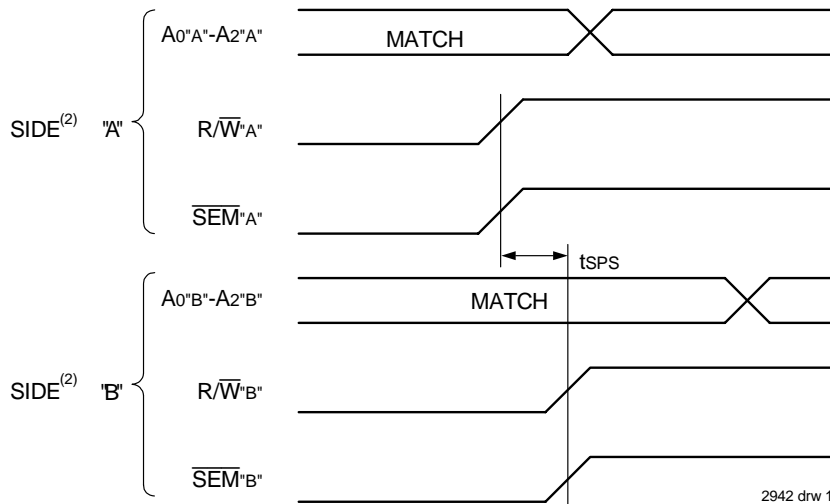 A0"A"-A2"A" MATCH
SIDE(2) "A" R/W"A"
SEM"A"
tSPS
A0"B"-A2"B" MATCH
SIDE(2) "B" R/W"B"
SEM"B"
2942 drw 1